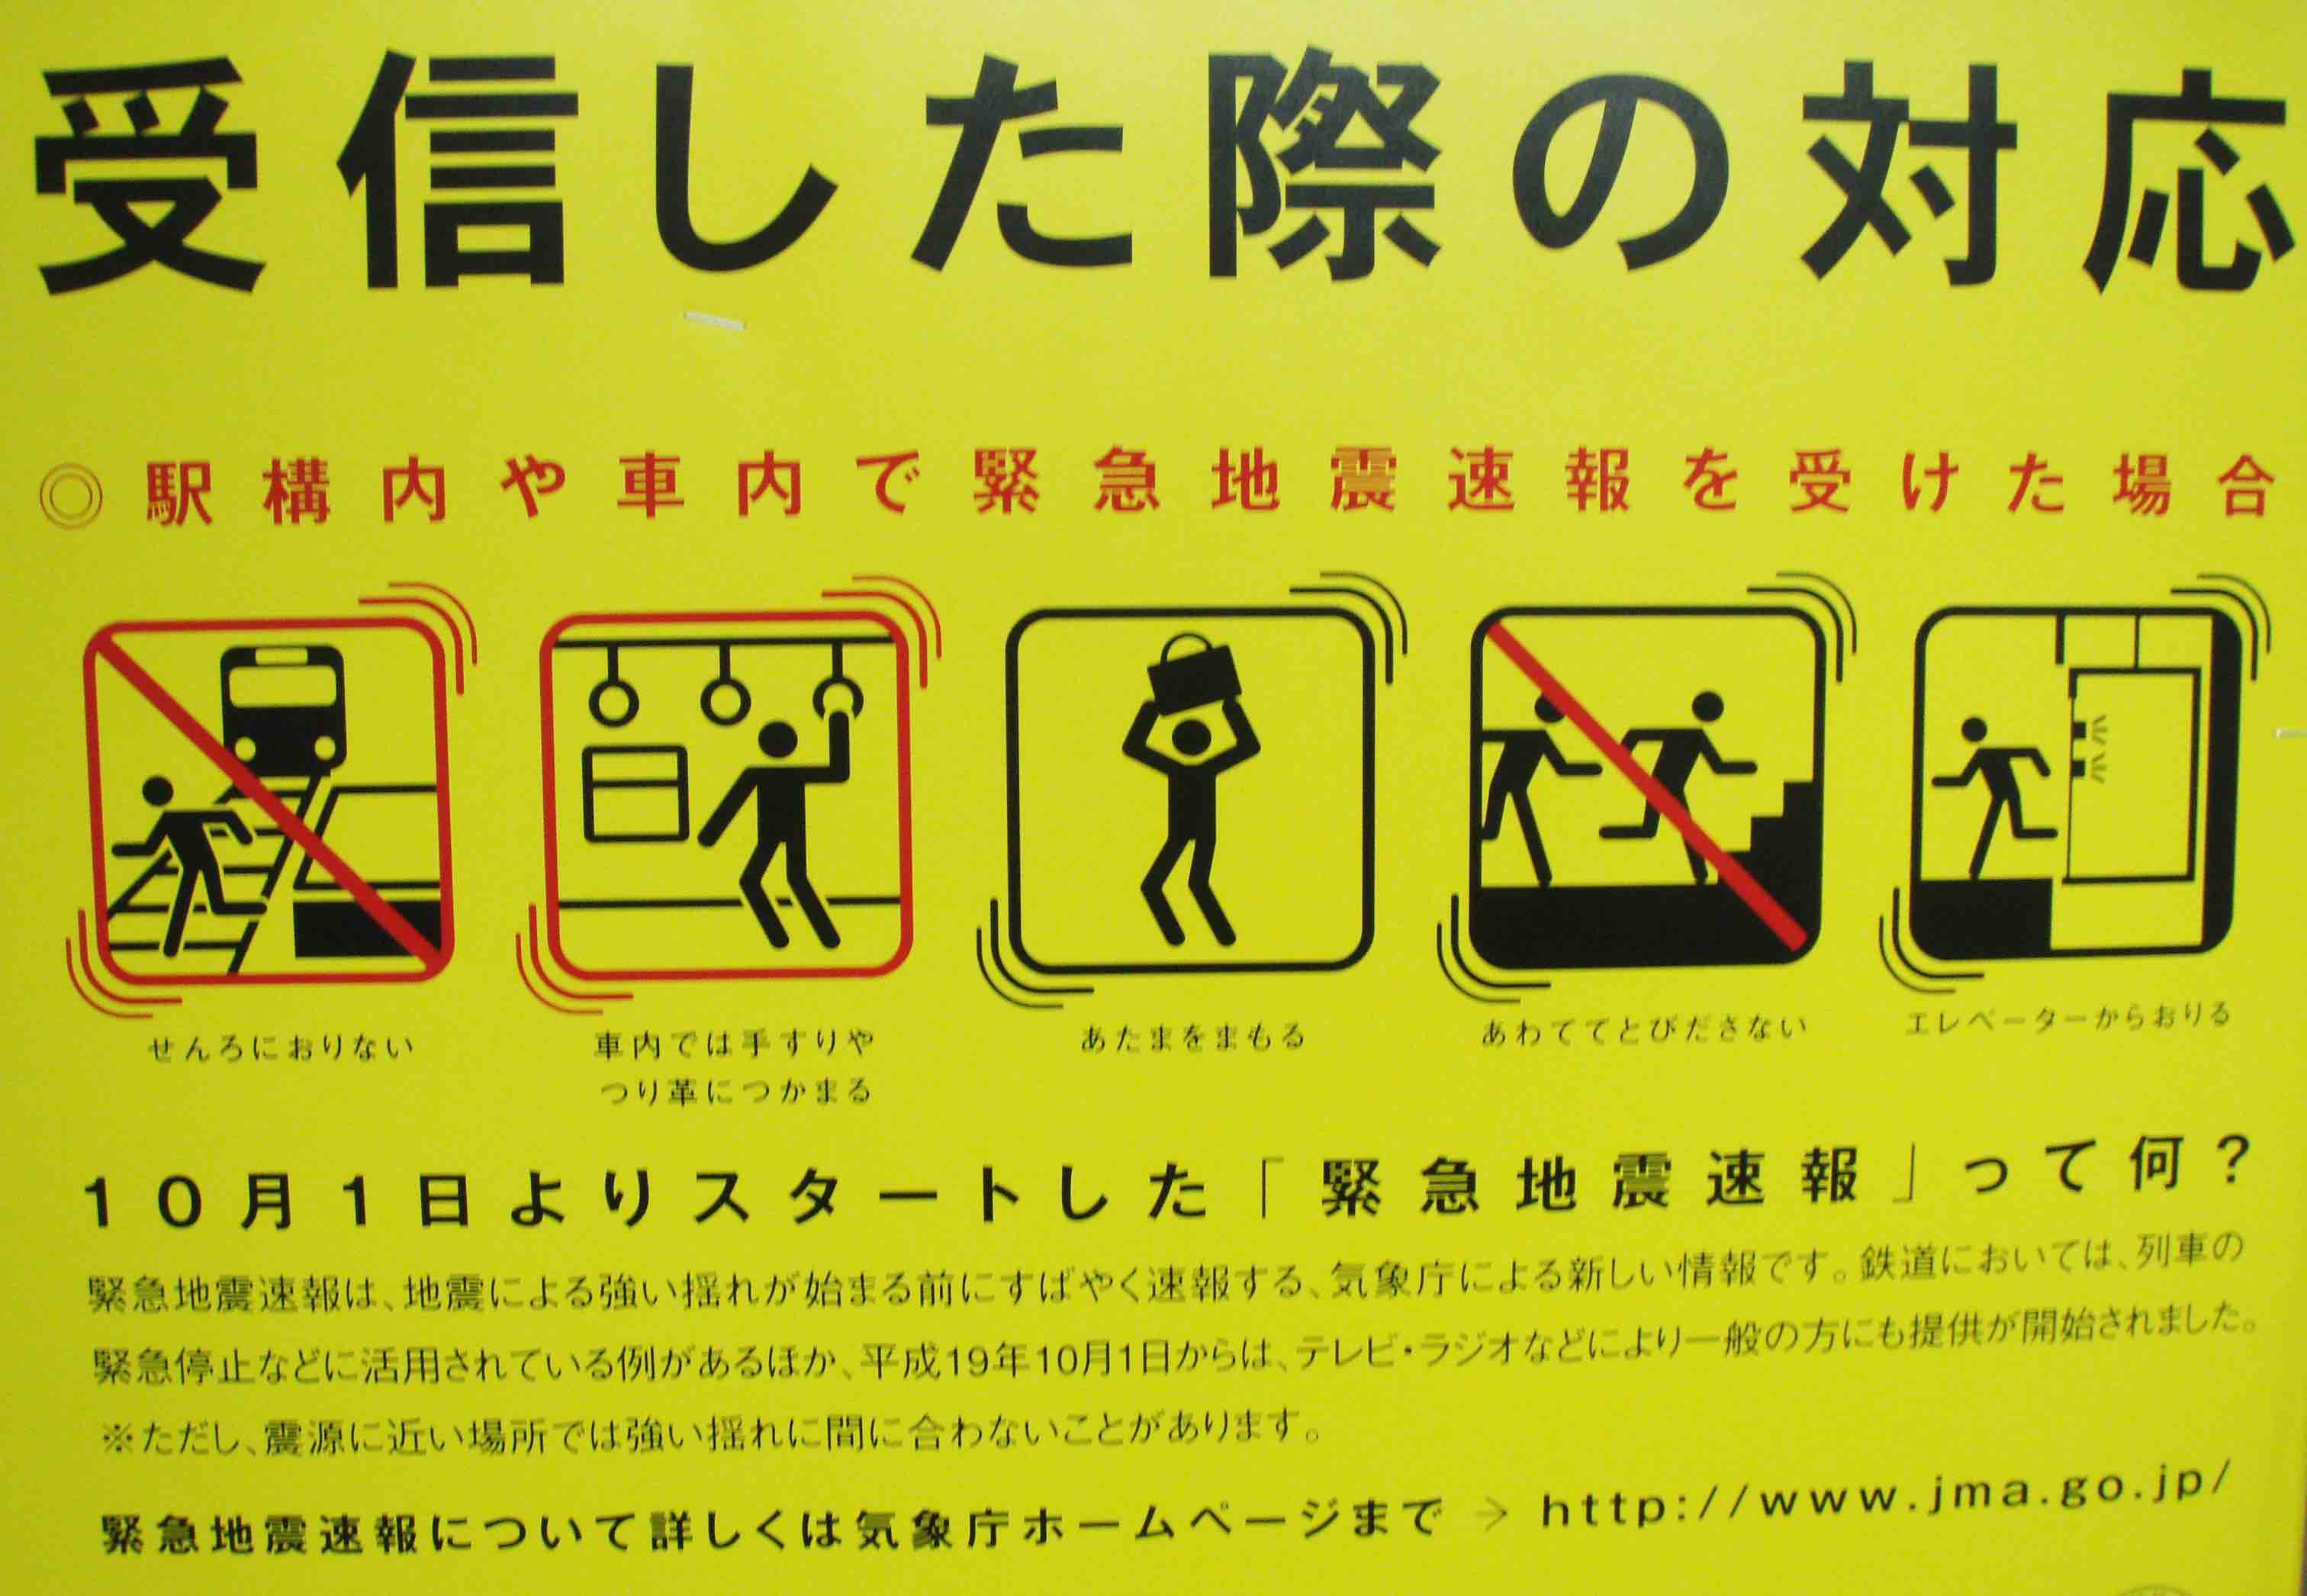 受信した際の対応
◎駅構内や車内で緊急地震速報を受けた場合
せんろにおりない
車内では手すりや
つり革につかまる
あたまをまもる
あわててとびださない
エレベーターからおりる
10月1日よりスタートした「緊急地震速報」って何？
緊急地震速報は、地震による強い揺れが始まる前にすばやく速報する、気象庁による新しい情報です。鉄道においては、列車の
緊急停止などに活用されている例があるほか、平成19年10月1日からは、テレビ・ラジオなどにより一般の方にも提供が開始されました。
※ただし、震源に近い場所では強い揺れに間に合わないことがあります。
緊急地震速報について詳しくは気象庁ホームページまで → http://www.jma.go.jp/